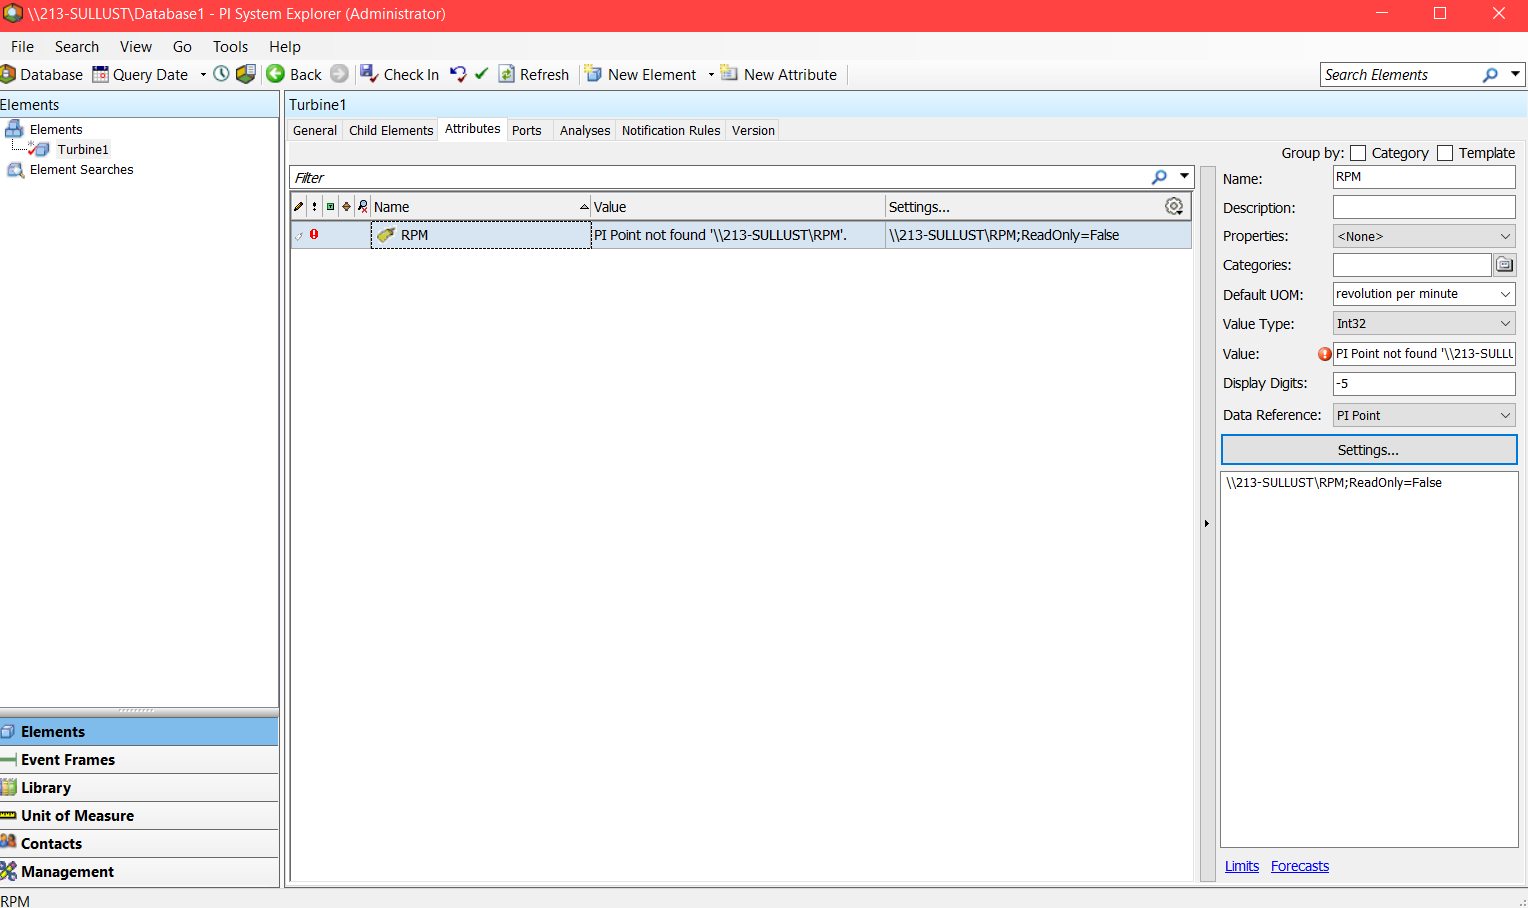 \\213-SULLUST\Database1 - PI System Explorer (Administrator)
File Search View Go Tools Help
Database Query Date Back Check In Refresh New Element New Attribute Search Elements
Elements
Elements
Turbine1
Element Searches
Turbine1
General Child Elements Attributes Ports Analyses Notification Rules Version
Group by: Category Template
Filter
Name Value Settings...
RPM PI Point not found '\\213-SULLUST\RPM'. \\213-SULLUST\RPM;ReadOnly=False
Name: RPM
Description:
Properties: <None>
Categories:
Default UOM: revolution per minute
Value Type: Int32
Value: PI Point not found '\\213-SULLU
Display Digits: -5
Data Reference: PI Point
Settings...
\\213-SULLUST\RPM;ReadOnly=False
Limits Forecasts
Elements
Event Frames
Library
Unit of Measure
Contacts
Management
RPM